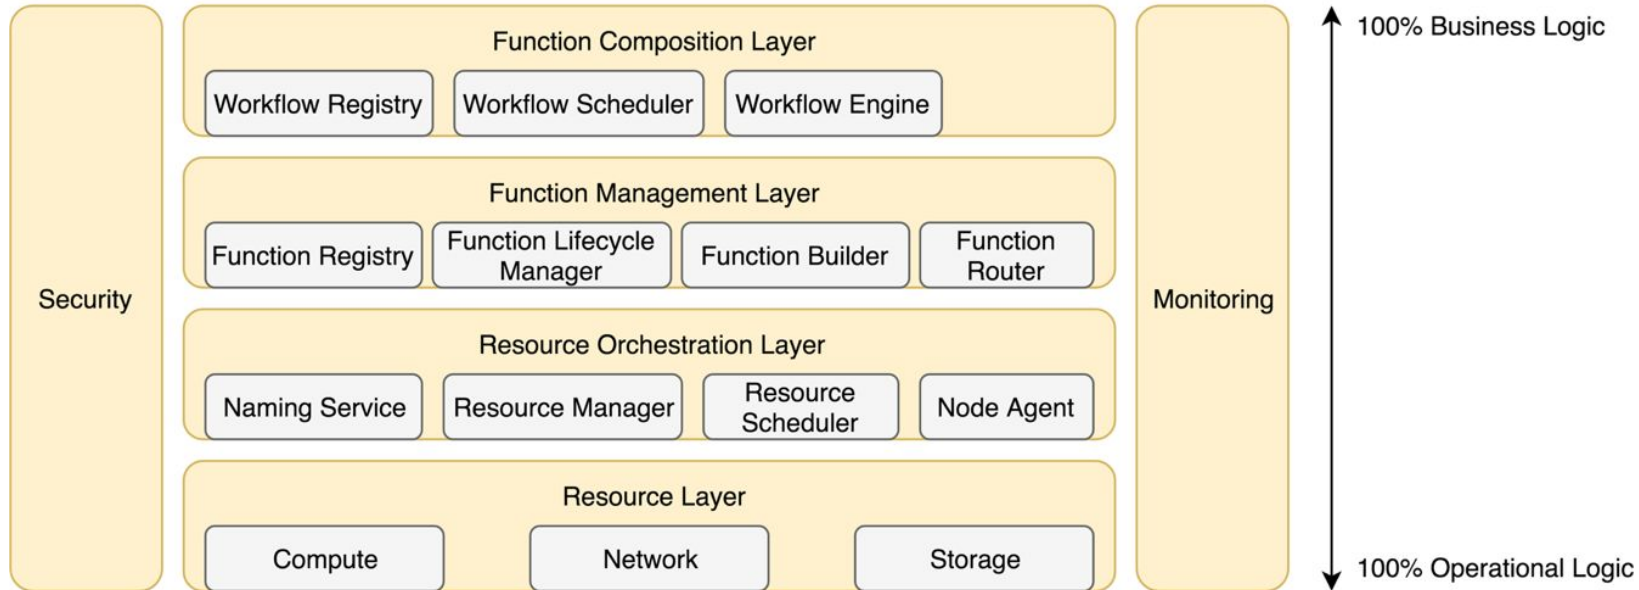 Function Composition Layer
Workflow Registry
Workflow Scheduler
Workflow Engine
Function Management Layer
Function Registry
Function Lifecycle
Manager
Function Builder
Function
Router
Security
Resource Orchestration Layer
Naming Service
Resource Manager
Resource
Scheduler
Node Agent
Resource Layer
Compute
Network
Storage
Monitoring
100% Business Logic
100% Operational Logic